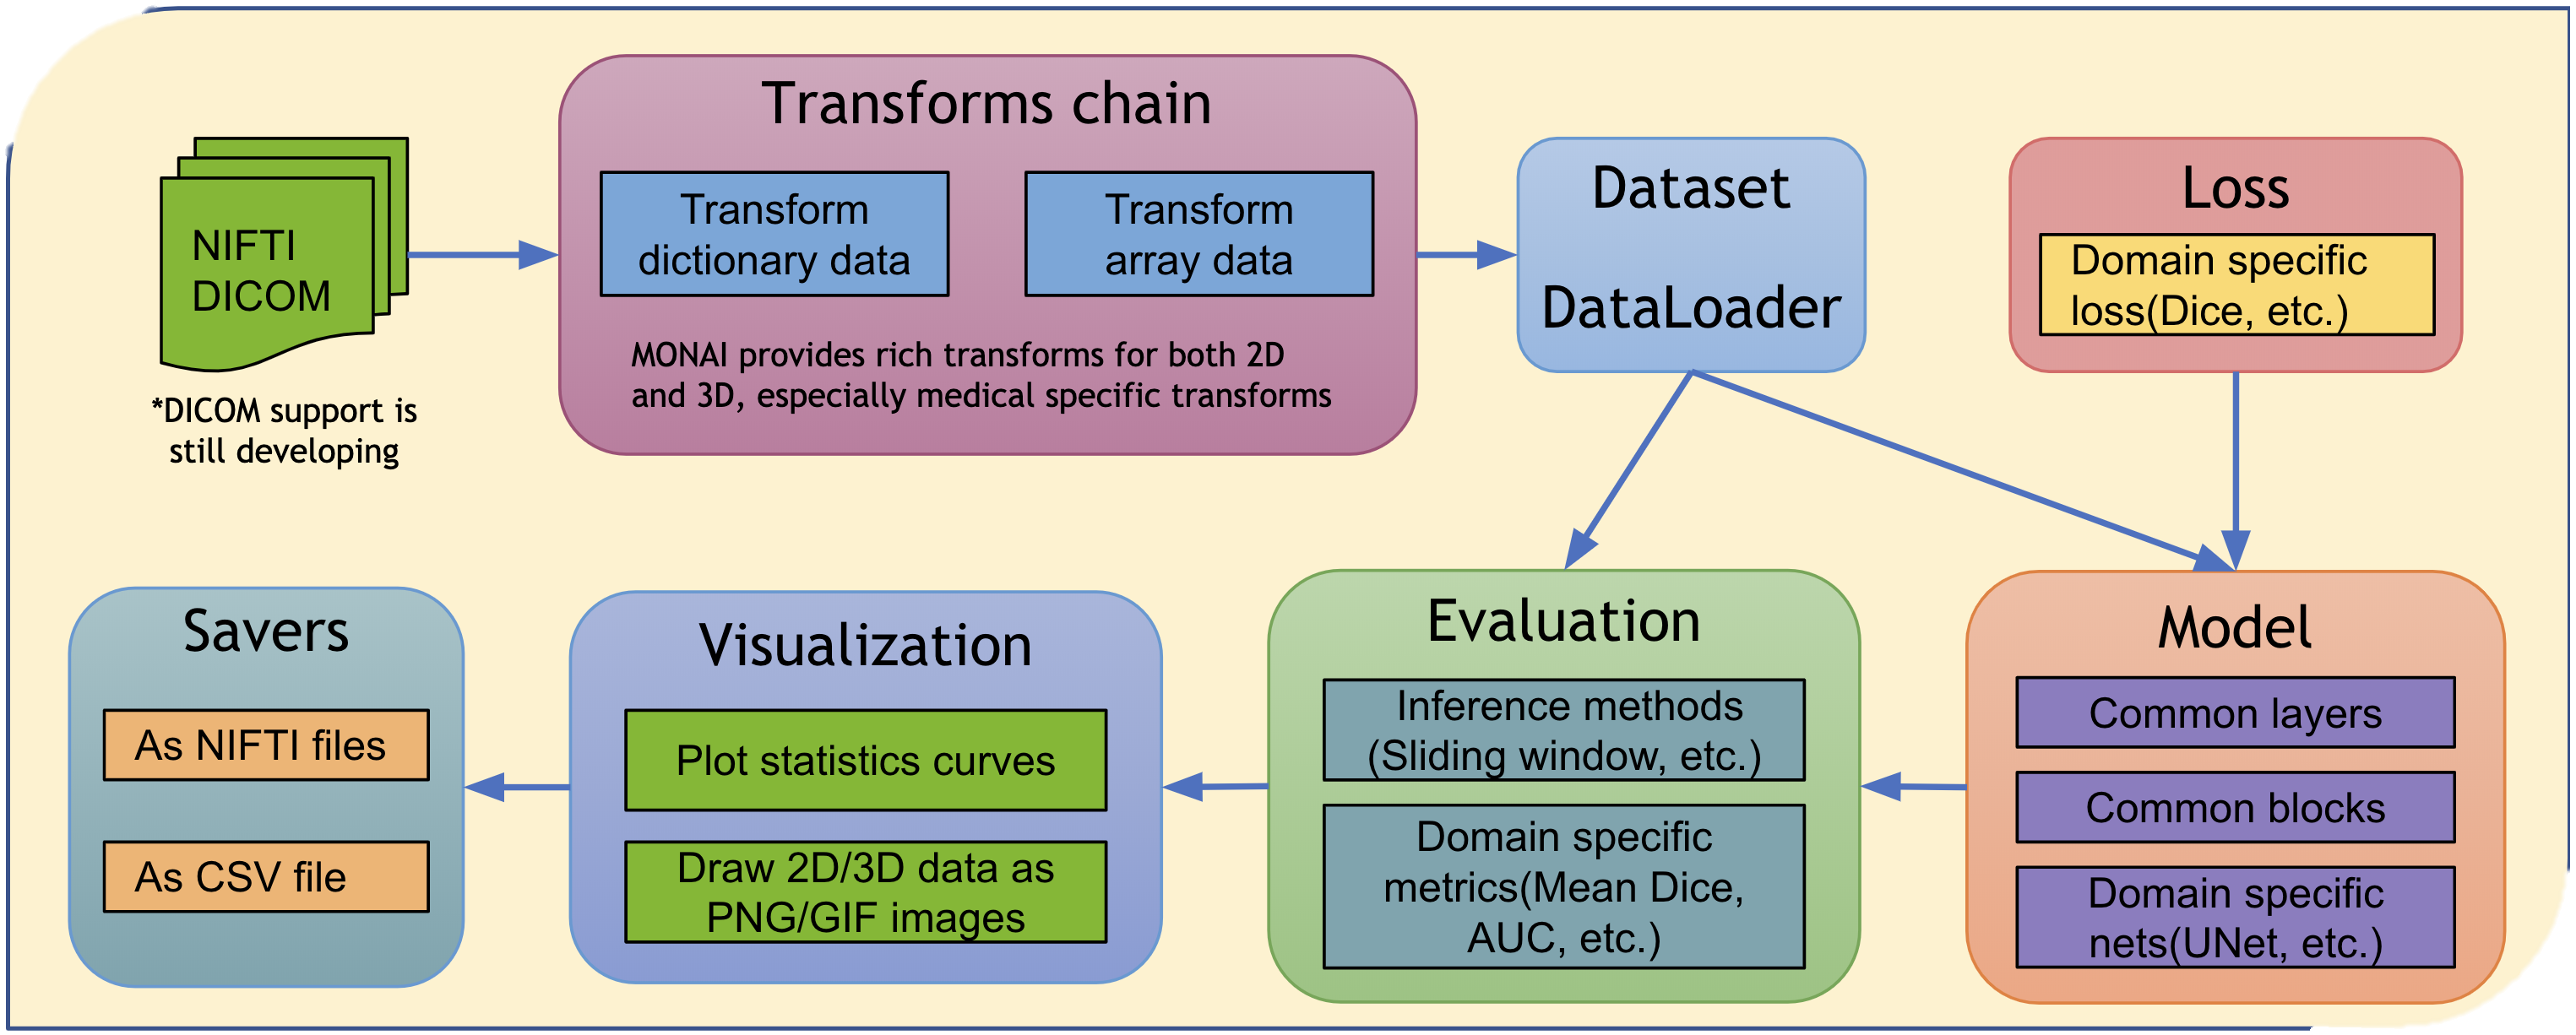 NIFTI
DICOM
*DICOM support is
still developing
Transforms chain
Transform
dictionary data
Transform
array data
MONAI provides rich transforms for both 2D
and 3D, especially medical specific transforms
Dataset
DataLoader
Loss
Domain specific
loss(Dice, etc.)
Savers
As NIFTI files
As CSV file
Visualization
Plot statistics curves
Draw 2D/3D data as
PNG/GIF images
Evaluation
Inference methods
(Sliding window, etc.)
Domain specific
metrics(Mean Dice,
AUC, etc.)
Model
Common layers
Common blocks
Domain specific
nets(UNet, etc.)